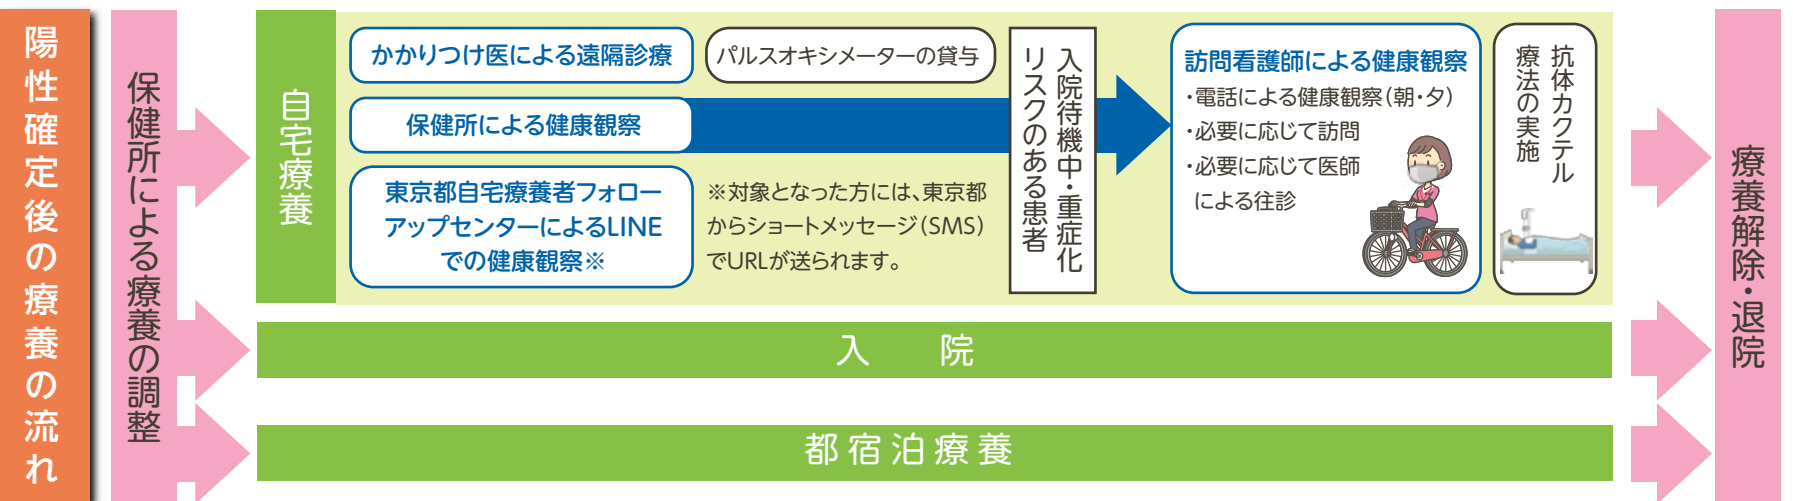 陽性確定後の療養の流れ
保健所による療養の調整
自宅療養
かかりつけ医による遠隔診療
パルスオキシメーターの貸与
保健所による健康観察
東京都自宅療養者フォロー
アップセンターによるLINE
での健康観察※
※対象となった方には、東京都
からショートメッセージ(SMS)
でURLが送られます。
入院待機中・重症化
リスクのある患者
訪問看護師による健康観察
・電話による健康観察(朝・夕)
・必要に応じて訪問
・必要に応じて医師
による往診
抗体カクテル
療法の実施
入 院
都宿泊療養
療養解除・退院